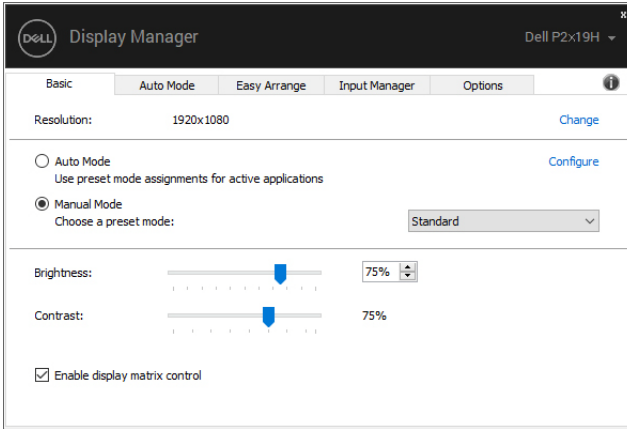 x
DELL Display Manager Dell P2x19H
Basic Auto Mode Easy Arrange Input Manager Options i
Resolution: 1920x1080 Change
Auto Mode Configure
Use preset mode assignments for active applications
Manual Mode
Choose a preset mode: Standard
Brightness: 75%
Contrast: 75%
Enable display matrix control